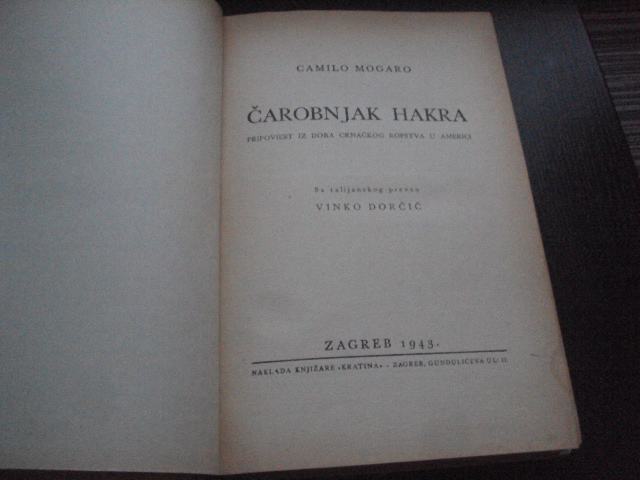 CAMILO MOGARO
ČAROBNJAK HAKRA
PRIPOVIEST IZ DOBA CRNAČKOG ROPSTVA U AMERICI
Sa talijanskog preveo
VINKO DORČIĆ
ZAGREB 1943.
NAKLADA KNJIŽARE »KRATINA« - ZAGREB, GUNDULIĆEVA UL. 11